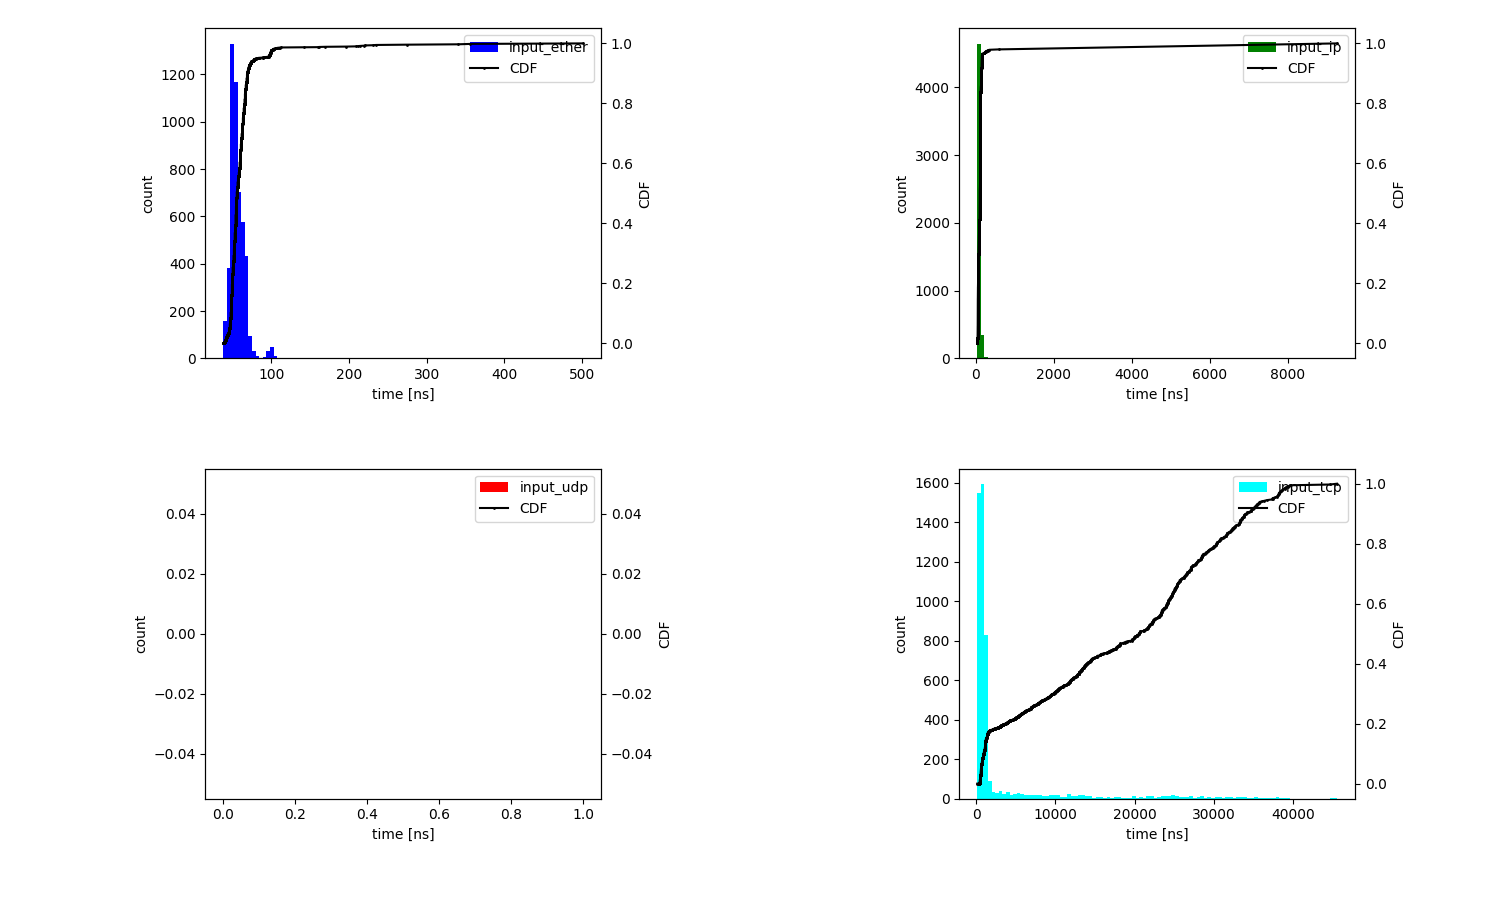 input_ether
CDF
1200
1000
800
600
400
200
0
count
1.0
0.8
0.6
0.4
0.2
0.0
CDF
100 200 300 400 500
time [ns]
input_ip
CDF
4000
3000
2000
1000
0
count
1.0
0.8
0.6
0.4
0.2
0.0
CDF
0 2000 4000 6000 8000
time [ns]
input_udp
CDF
0.04
0.02
0.00
−0.02
−0.04
count
0.04
0.02
0.00
−0.02
−0.04
CDF
0.0 0.2 0.4 0.6 0.8 1.0
time [ns]
input_tcp
CDF
1600
1400
1200
1000
800
600
400
200
0
count
1.0
0.8
0.6
0.4
0.2
0.0
CDF
0 10000 20000 30000 40000
time [ns]